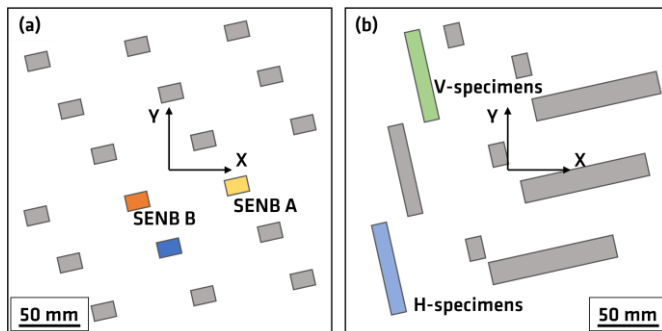 (a)
Y
X
SENB A
SENB B
50 mm
(b)
V-specimens
Y
X
H-specimens
50 mm